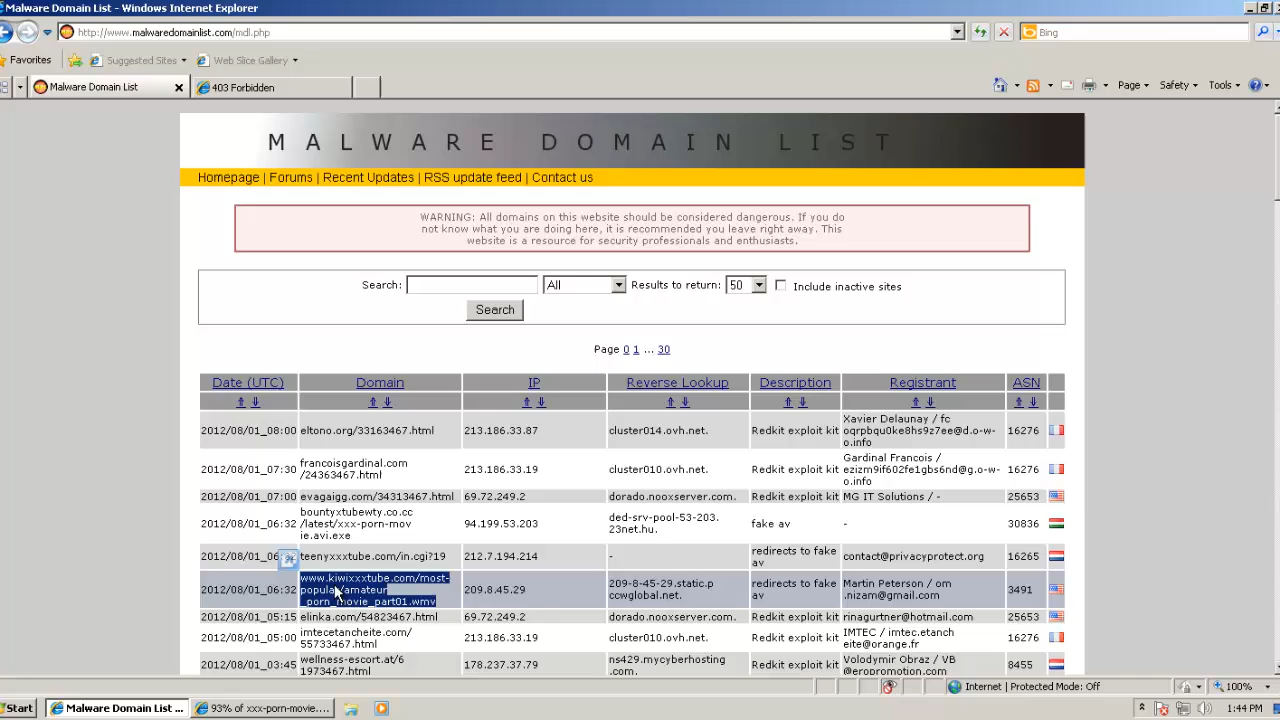 Malware Domain List - Windows Internet Explorer
http://www.malwaredomainlist.com/mdl.php
Bing
Favorites
Suggested Sites
Web Slice Gallery
Malware Domain List
403 Forbidden
Page
Safety
Tools
MALWARE DOMAIN LIST
Homepage | Forums | Recent Updates | RSS update feed | Contact us
WARNING: All domains on this website should be considered dangerous. If you do
not know what you are doing here, it is recommended you leave right away. This
website is a resource for security professionals and enthusiasts.
Search: All Results to return: 50 Include inactive sites
Search
Page 0 1 ... 30
Date (UTC) Domain IP Reverse Lookup Description Registrant ASN
2012/08/01_08:00 eltono.org/33163467.html 213.186.33.87 cluster014.ovh.net. Redkit exploit kit Xavier Delaunay / fc
oqrpbqu0ke8hs9z7ee@d.o-w-
o.info 16276
2012/08/01_07:30 francoisgardinal.com
/24363467.html 213.186.33.19 cluster010.ovh.net. Redkit exploit kit Gardinal Francois /
ezizm9if602fe1gbs6nd@g.o-w-
o.info 16276
2012/08/01_07:00 evagaigg.com/34313467.html 69.72.249.2 dorado.nooxserver.com. Redkit exploit kit MG IT Solutions / - 25653
2012/08/01_06:32 bountyxtubewty.co.cc
/latest/xxx-porn-mov
ie.avi.exe 94.199.53.203 ded-srv-pool-53-203.
23net.hu. fake av - 30836
2012/08/01_06 teenyxxxtube.com/in.cgi?19 212.7.194.214 - redirects to fake
av contact@privacyprotect.org 16265
2012/08/01_06:32 www.kiwixxxtube.com/most-
popular/amateur
_porn_movie_part01.wmv 209.8.45.29 209-8-45-29.static.p
ccwglobal.net. redirects to fake
av Martin Peterson / om
.nizam@gmail.com 3491
2012/08/01_05:15 elinka.com/54823467.html 69.72.249.2 dorado.nooxserver.com. Redkit exploit kit rinagurtner@hotmail.com 25653
2012/08/01_05:00 imtecetancheite.com/
55733467.html 213.186.33.19 cluster010.ovh.net. Redkit exploit kit IMTEC / imtec.etanch
eite@orange.fr 16276
2012/08/01_03:45 wellness-escort.at/6
1973467.html 178.237.37.79 ns429.mycyberhosting
.com. Redkit exploit kit Volodymir Obraz / VB
@eropromotion.com 8455
Internet | Protected Mode: Off 100%
Start Malware Domain List ... 93% of xxx-porn-movie.... 1:44 PM